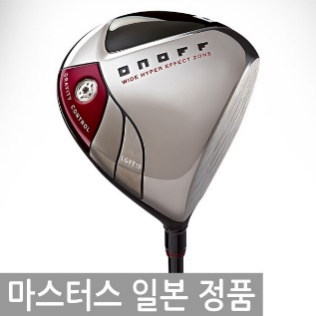 ONOFF
WIDE HYPER EFFECT ZONE
GRAVITY CONTROL
마스터스 일본 정품